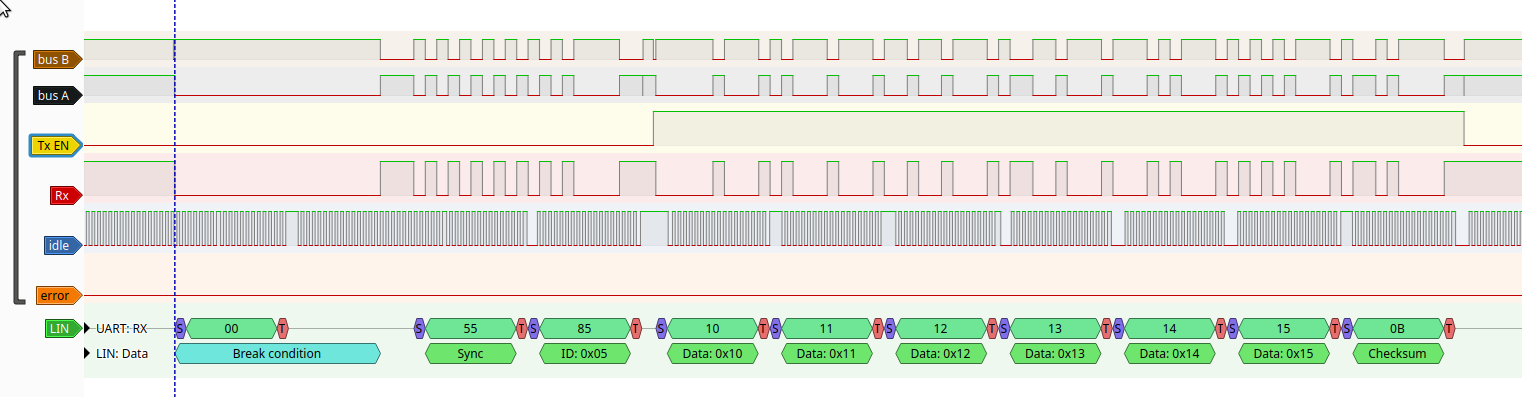 bus B
bus A
Tx EN
Rx
idle
error
LIN
UART: RX S 00 T S 55 T S 85 T S 10 T S 11 T S 12 T S 13 T S 14 T S 15 T S 0B T
LIN: Data Break condition Sync ID: 0x05 Data: 0x10 Data: 0x11 Data: 0x12 Data: 0x13 Data: 0x14 Data: 0x15 Checksum